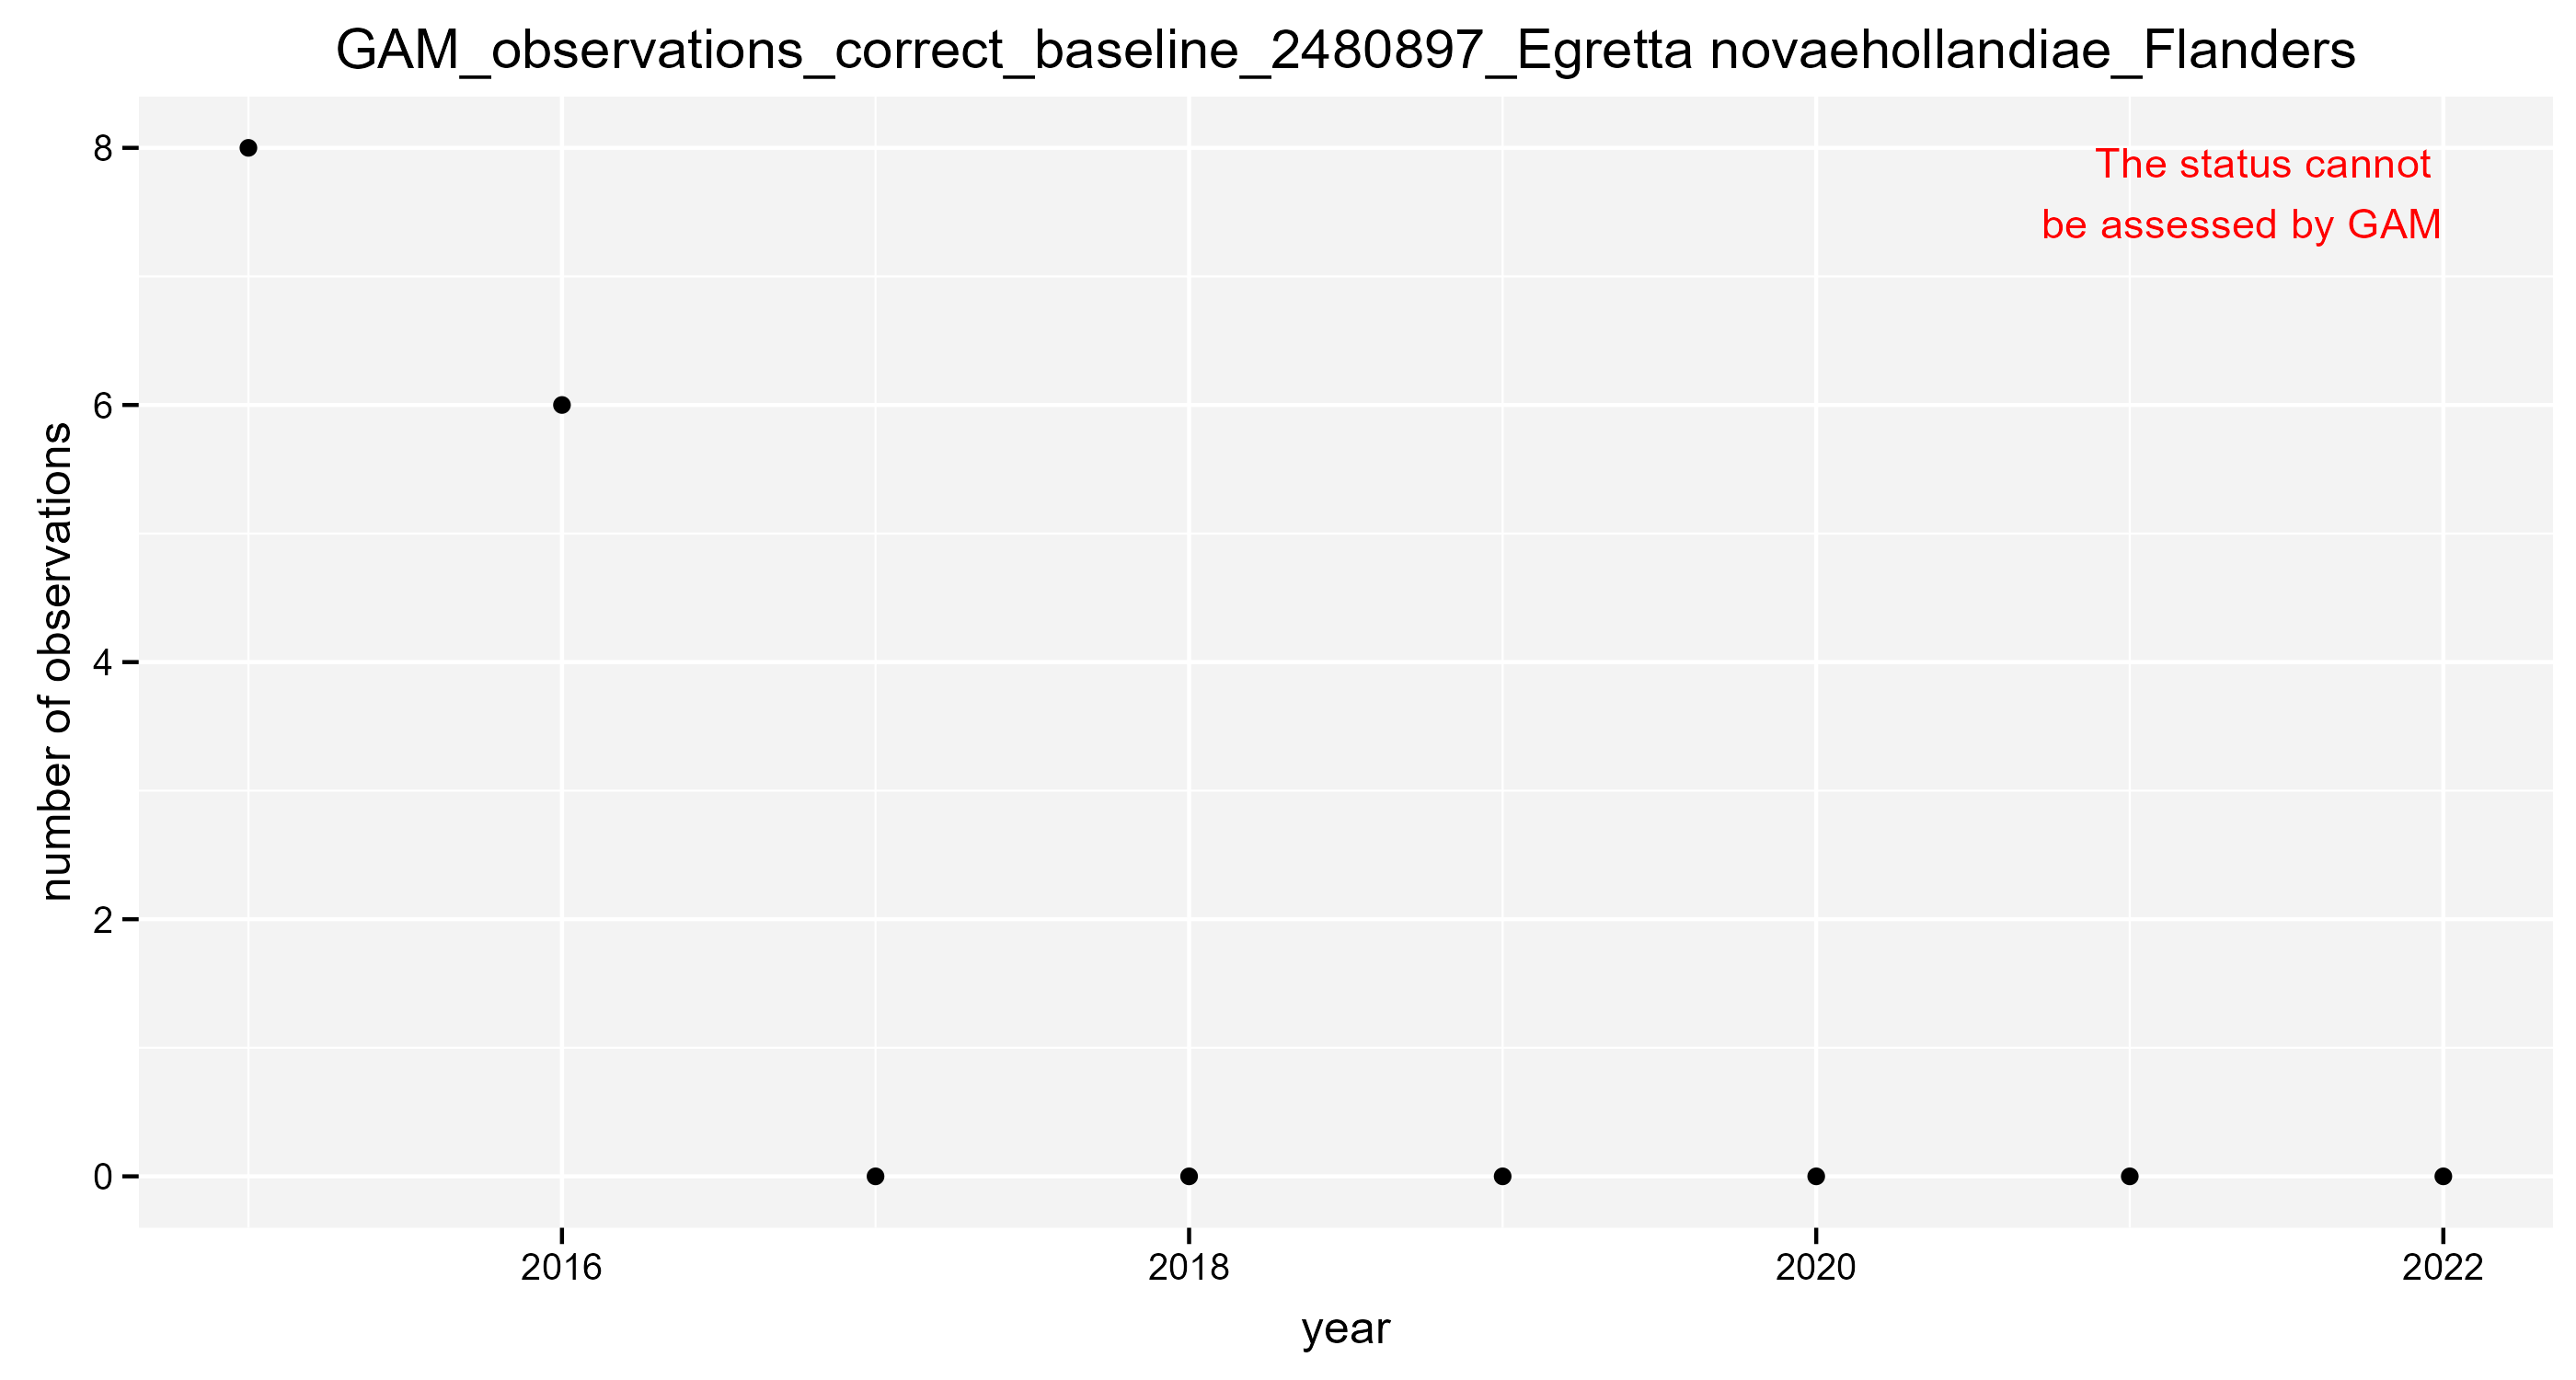 GAM_observations_correct_baseline_2480897_Egretta novaehollandiae_Flanders
The status cannot
be assessed by GAM
number of observations
8
6
4
2
0
2016
2018
2020
2022
year